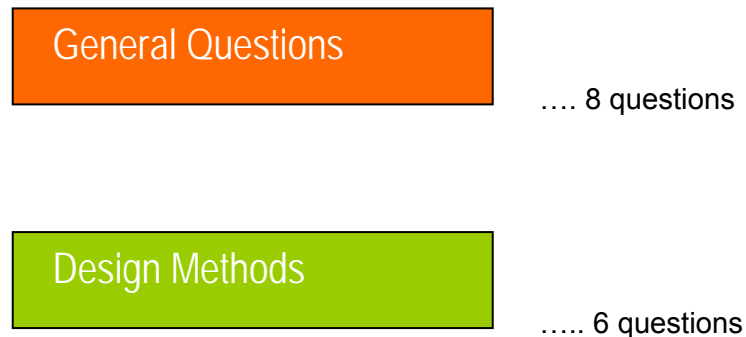 General Questions
…. 8 questions
Design Methods
….. 6 questions